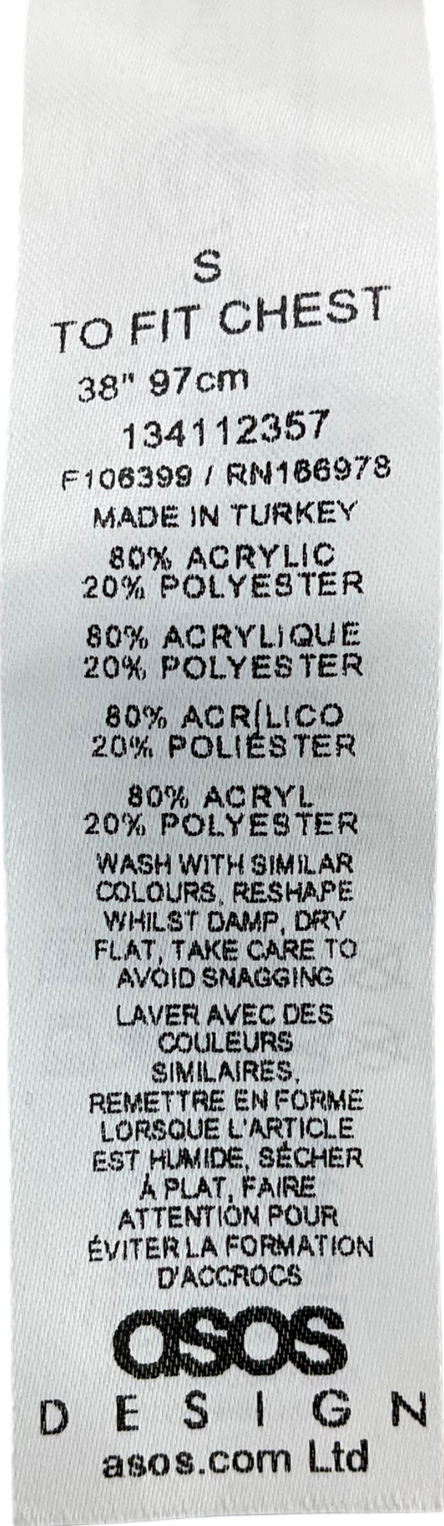 S
TO FIT CHEST
38" 97cm
134112357
F106399 / RN166978
MADE IN TURKEY
80% ACRYLIC
20% POLYESTER
80% ACRYLIQUE
20% POLYESTER
80% ACRÍLICO
20% POLIÉSTER
80% ACRYL
20% POLYESTER
WASH WITH SIMILAR
COLOURS, RESHAPE
WHILST DAMP, DRY
FLAT, TAKE CARE TO
AVOID SNAGGING
LAVER AVEC DES
COULEURS
SIMILAIRES,
REMETTRE EN FORME
LORSQUE L'ARTICLE
EST HUMIDE, SÉCHER
À PLAT, FAIRE
ATTENTION POUR
ÉVITER LA FORMATION
D'ACCROCS
asos
DESIGN
asos.com Ltd